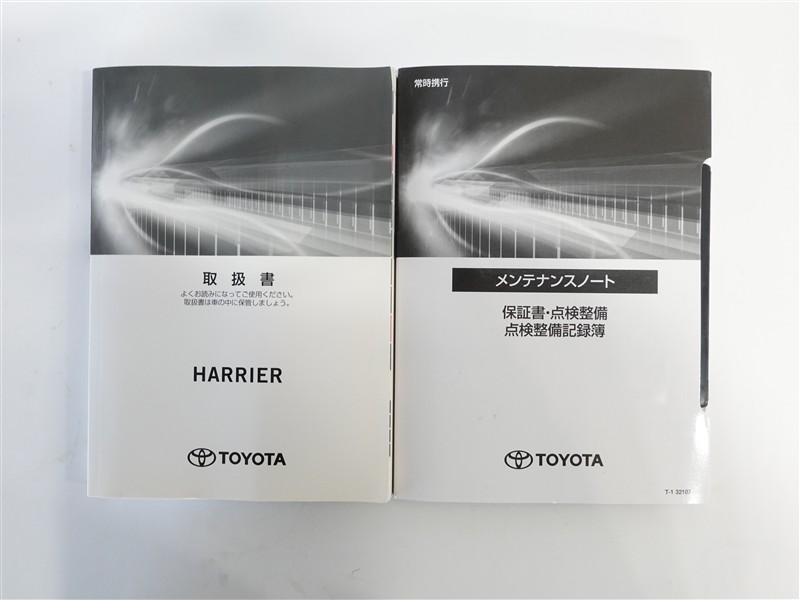 取扱書
よくお読みになってご使用ください。
取扱書は車の中に保管しましょう。
HARRIER
TOYOTA
常時携行
メンテナンスノート
保証書・点検整備
点検整備記録簿
TOYOTA
T-1 32107